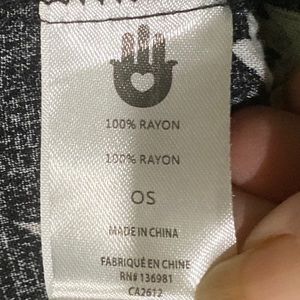 100% RAYON
100% RAYON
OS
MADE IN CHINA
FABRIQUÉ EN CHINE
RN# 136981
CA2612